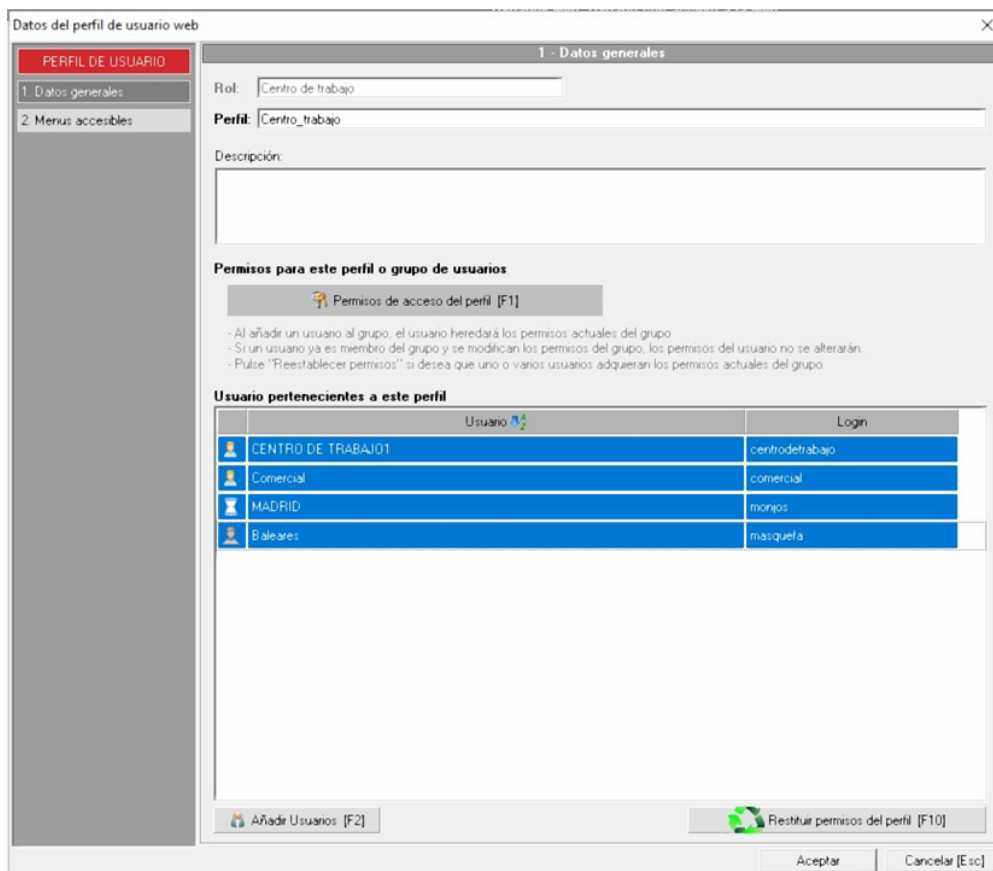 Datos del perfil de usuario web
PERFIL DE USUARIO
1. Datos generales
2. Menus accesibles
1 - Datos generales
Rol: Centro de trabajo
Perfil: Centro_trabajo
Descripción:
Permisos para este perfil o grupo de usuarios
Permisos de acceso del perfil [F1]
- Al añadir un usuario al grupo, el usuario heredará los permisos actuales del grupo
- Si un usuario ya es miembro del grupo y se modifican los permisos del grupo, los permisos del usuario no se alterarán.
- Pulse "Reestablecer permisos" si desea que uno o varios usuarios adquieran los permisos actuales del grupo.
Usuario pertenecientes a este perfil
Usuario Login
CENTRO DE TRABAJO1 centrodetrabajo
Comercial comercial
MADRID monjos
Baleares masquefa
Añadir Usuarios [F2] Restituir permisos del perfil [F10]
Aceptar Cancelar [Esc]